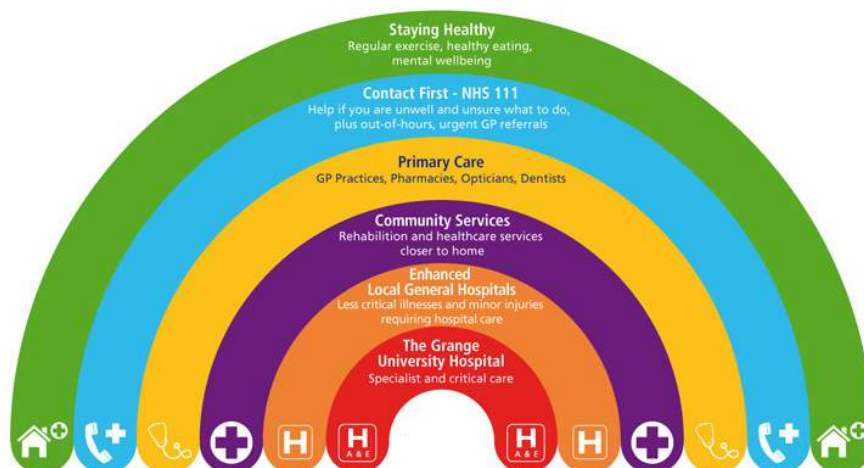 Staying Healthy
Regular exercise, healthy eating,
mental wellbeing
Contact First - NHS 111
Help if you are unwell and unsure what to do,
plus out-of-hours, urgent GP referrals
Primary Care
GP Practices, Pharmacies, Opticians, Dentists
Community Services
Rehabilition and healthcare services
closer to home
Enhanced
Local General Hospitals
Less critical illnesses and minor injuries
requiring hospital care
The Grange
University Hospital
Specialist and critical care
H
H
A & E
H
A & E
H